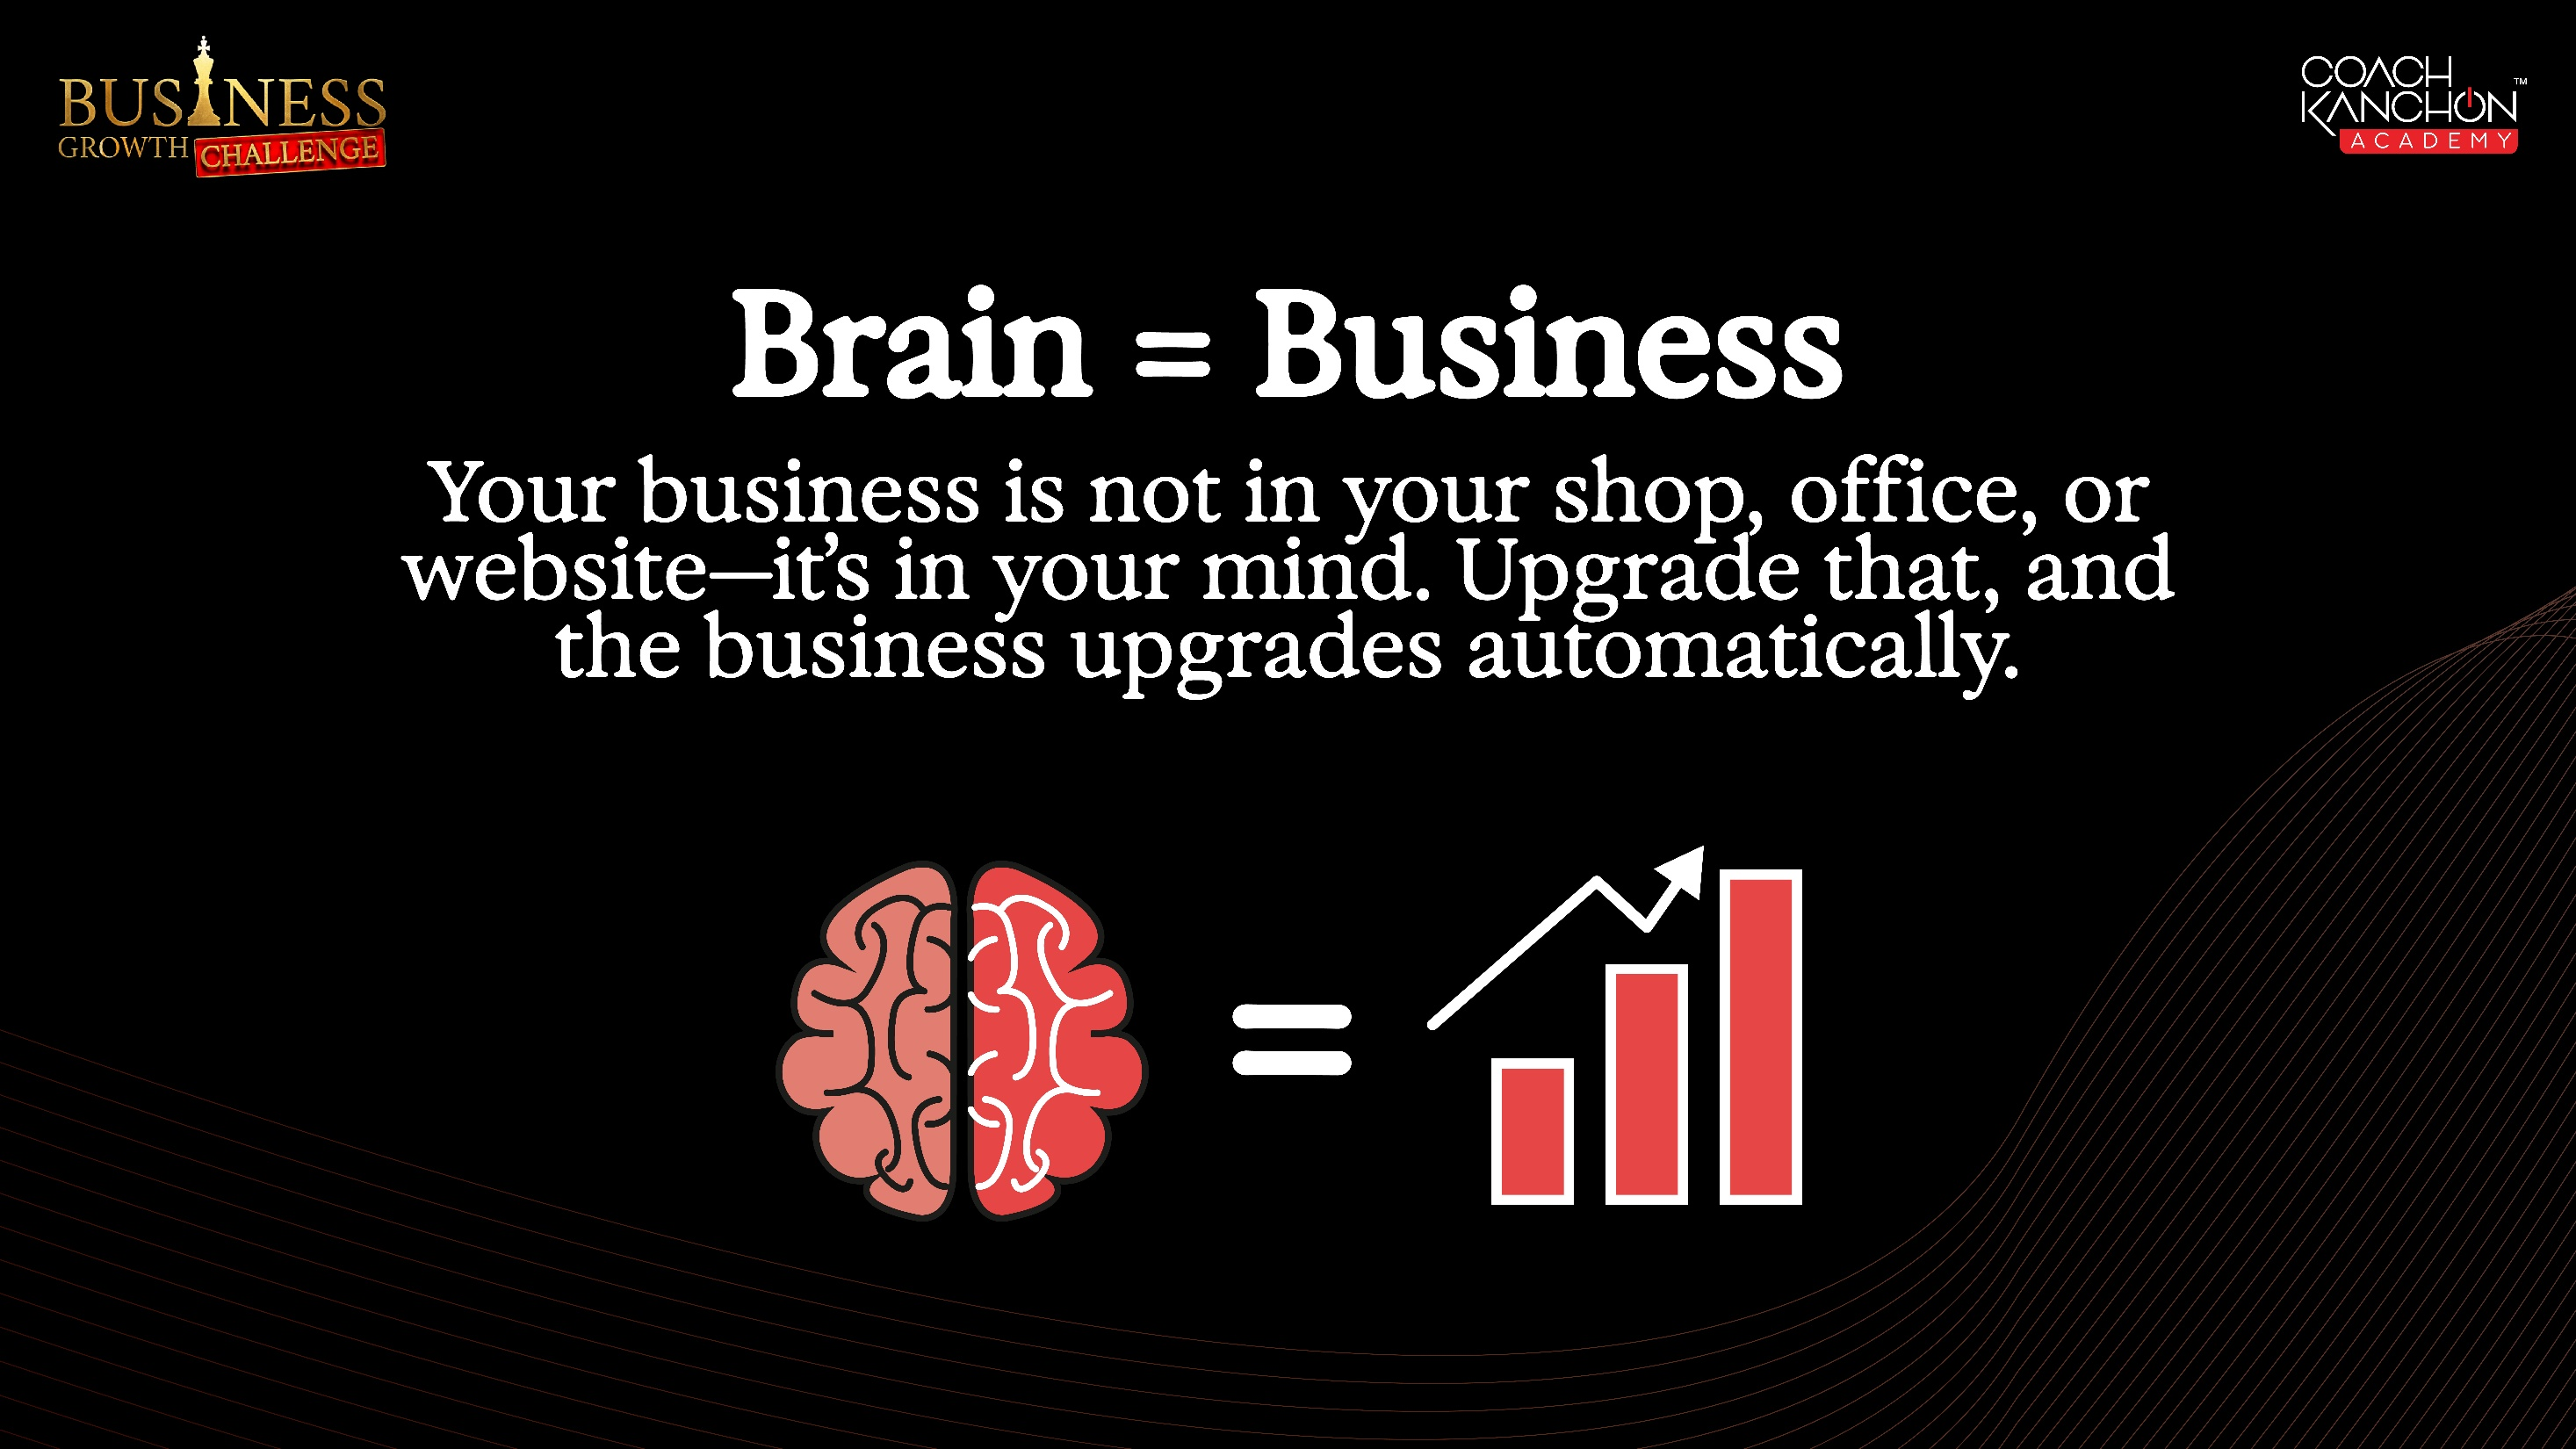 BUSINESS
GROWTH CHALLENGE
COACH
KANCHON™
ACADEMY
Brain = Business
Your business is not in your shop, office, or
website—it’s in your mind. Upgrade that, and
the business upgrades automatically.
=